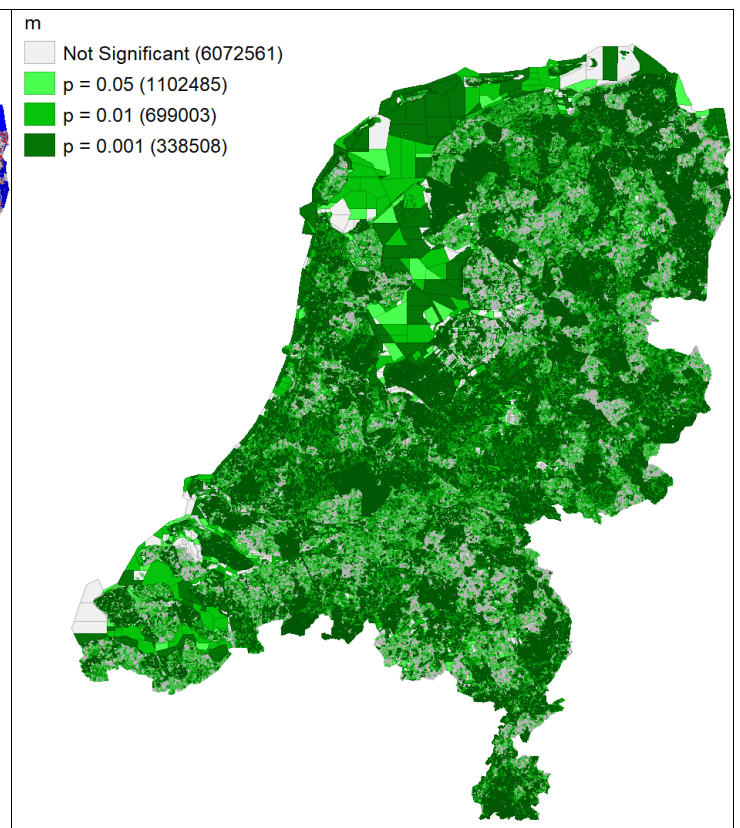 m
Not Significant (6072561)
p = 0.05 (1102485)
p = 0.01 (699003)
p = 0.001 (338508)